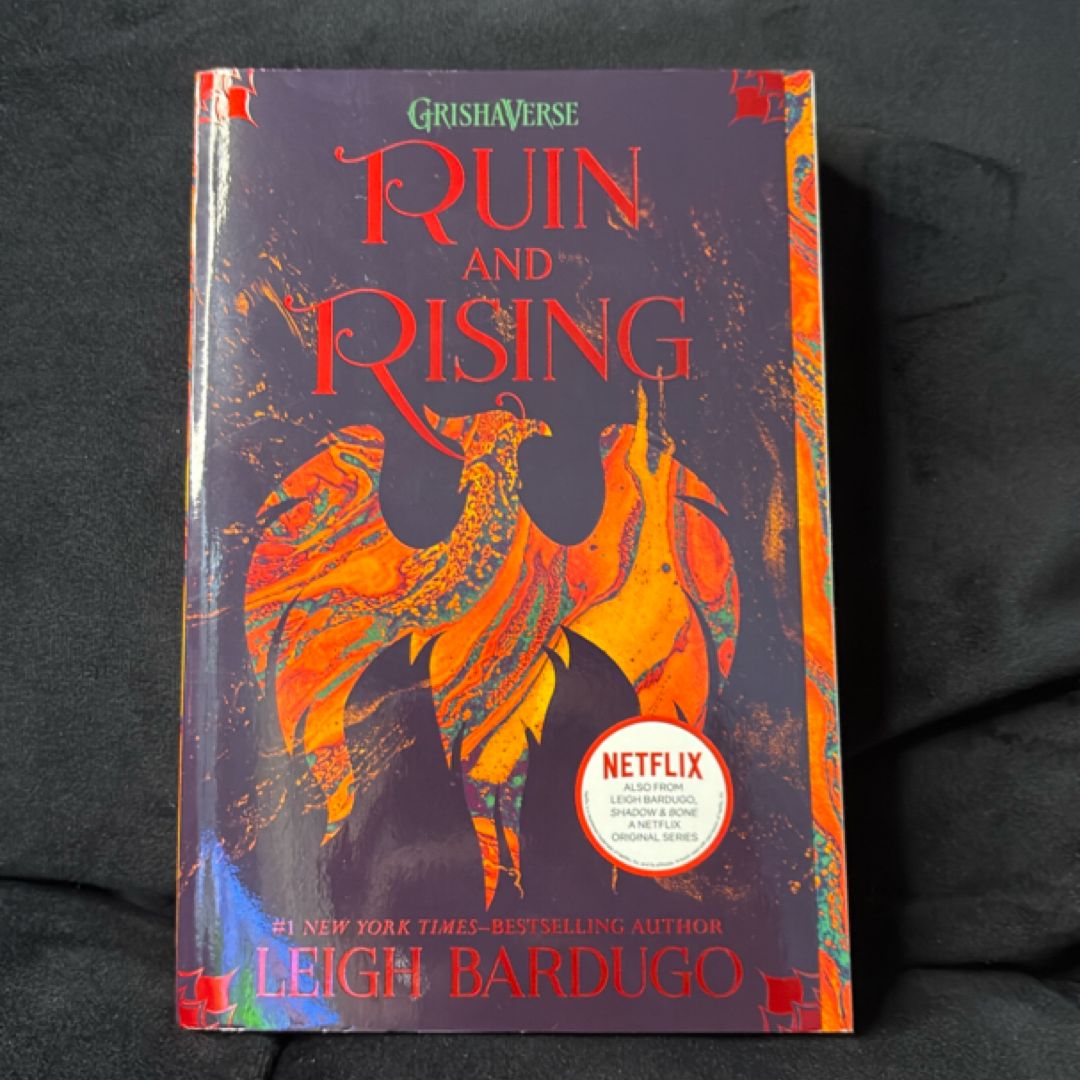 GRISHAVERSE
RUIN
AND
RISING
NETFLIX
ALSO FROM
LEIGH BARDUGO,
SHADOW & BONE
A NETFLIX
ORIGINAL SERIES
#1 NEW YORK TIMES–BESTSELLING AUTHOR
LEIGH BARDUGO